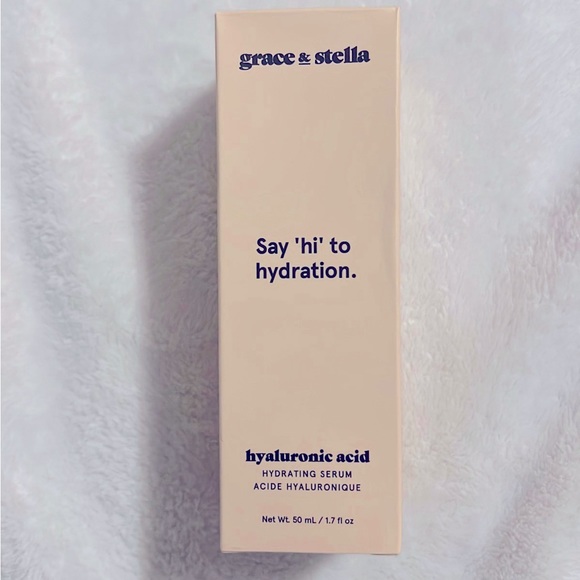 grace & stella
Say 'hi' to
hydration.
hyaluronic acid
HYDRATING SERUM
ACIDE HYALURONIQUE
Net Wt. 50 mL / 1.7 fl oz